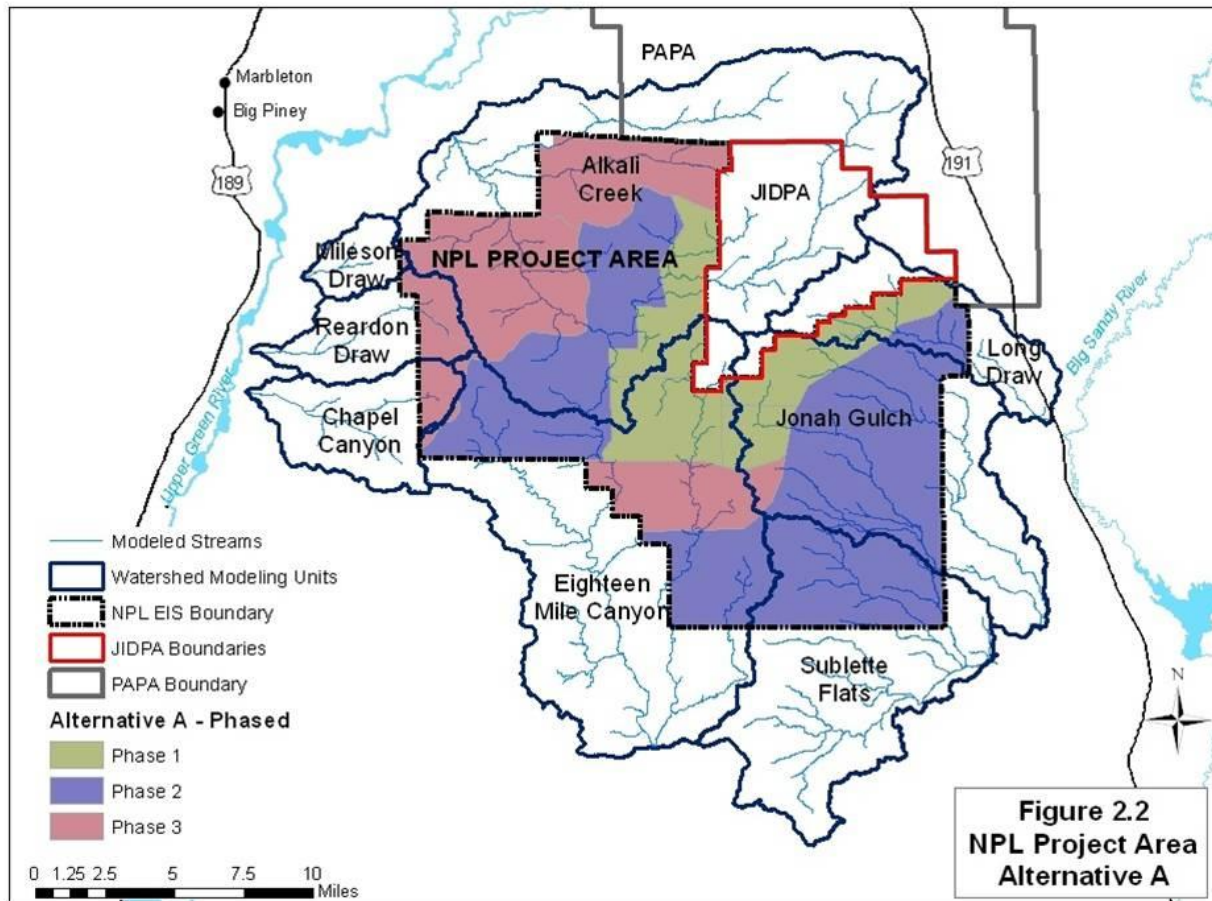 PAPA
Marbleton
Big Piney
189
191
Alkali
Creek
JIDPA
NPL PROJECT AREA
Mileson
Draw
Reardon
Draw
Long
Draw
Big Sandy River
Chapel
Canyon
Jonah Gulch
Upper Green River
Eighteen
Mile Canyon
Sublette
Flats
Modeled Streams
Watershed Modeling Units
NPL EIS Boundary
JIDPA Boundaries
PAPA Boundary
Alternative A - Phased
Phase 1
Phase 2
Phase 3
0 1.25 2.5 5 7.5 10
Miles
N
Figure 2.2
NPL Project Area
Alternative A